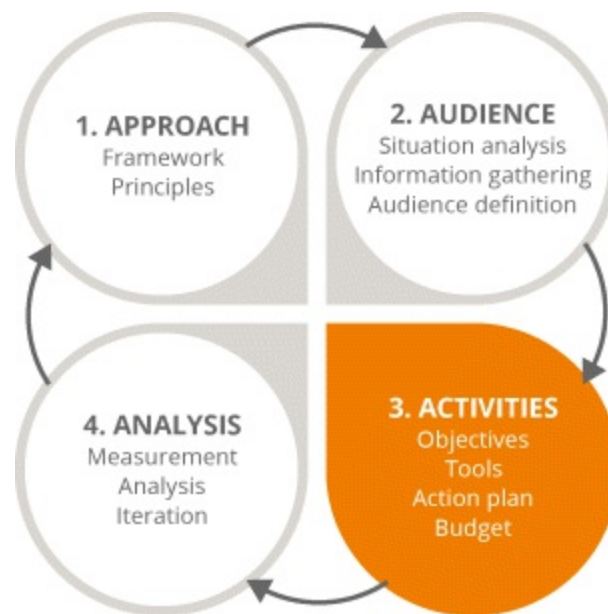 1. APPROACH
Framework
Principles
2. AUDIENCE
Situation analysis
Information gathering
Audience definition
3. ACTIVITIES
Objectives
Tools
Action plan
Budget
4. ANALYSIS
Measurement
Analysis
Iteration